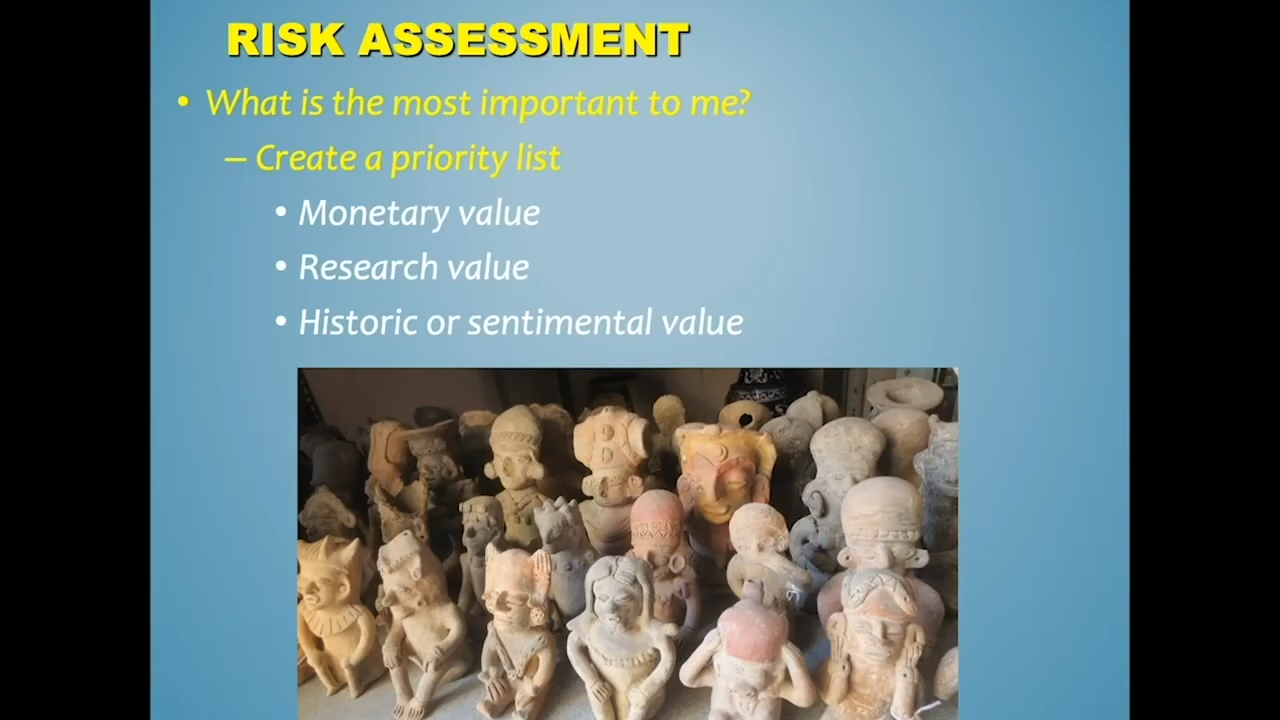 RISK ASSESSMENT
• What is the most important to me?
– Create a priority list
• Monetary value
• Research value
• Historic or sentimental value